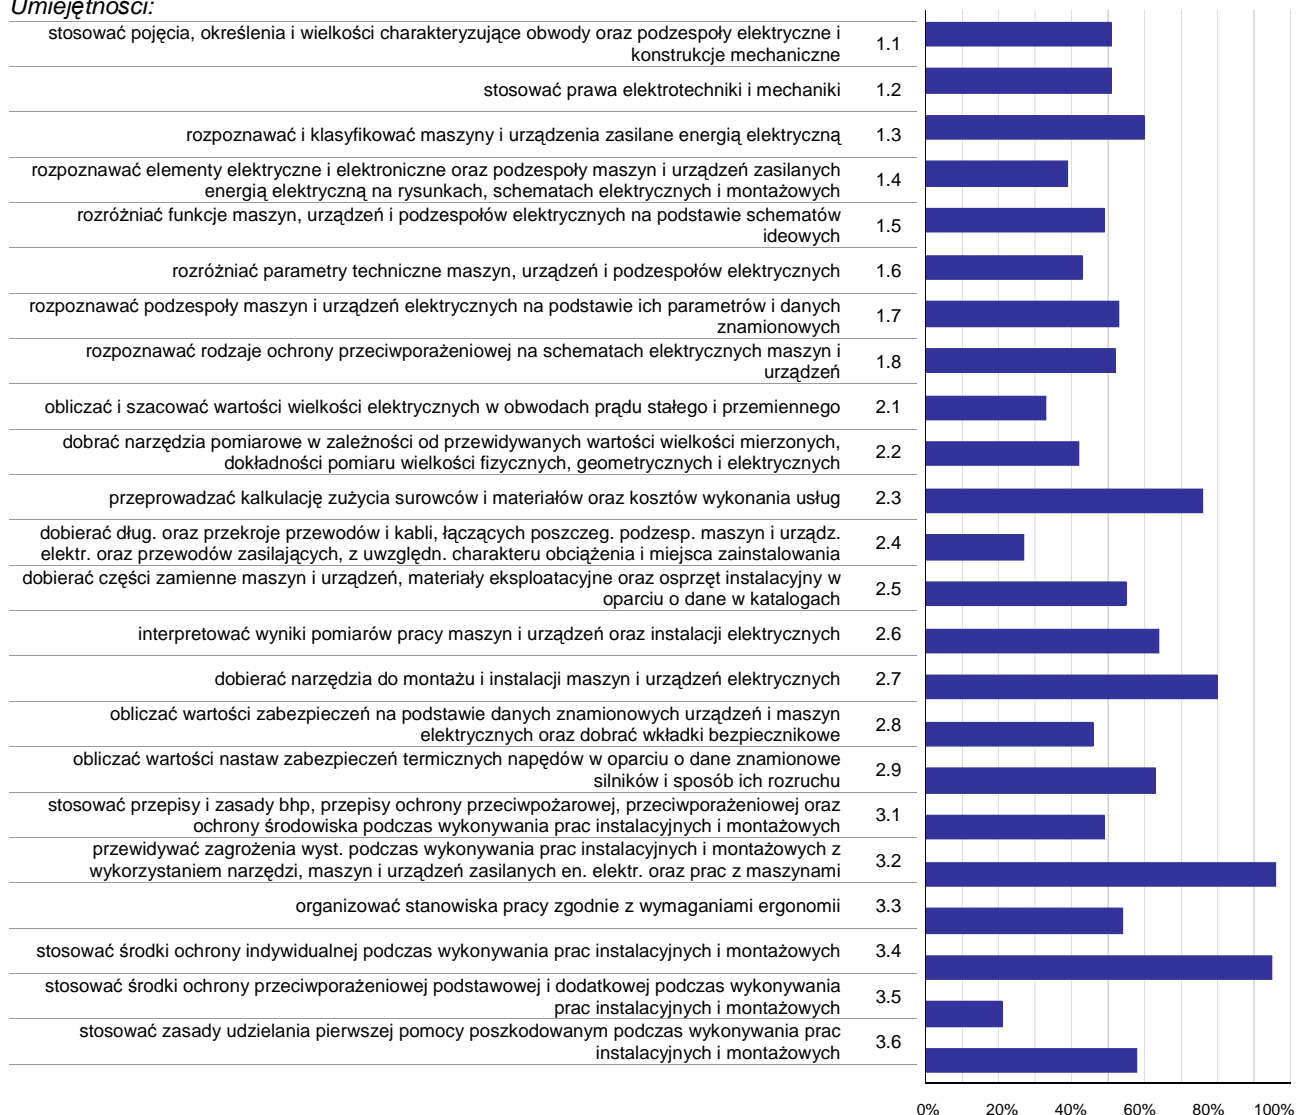 Umiejętności:
stosować pojęcia, określenia i wielkości charakteryzujące obwody oraz podzespoły elektryczne i
konstrukcje mechaniczne
1.1
stosować prawa elektrotechniki i mechaniki
1.2
rozpoznawać i klasyfikować maszyny i urządzenia zasilane energią elektryczną
1.3
rozpoznawać elementy elektryczne i elektroniczne oraz podzespoły maszyn i urządzeń zasilanych
energią elektryczną na rysunkach, schematach elektrycznych i montażowych
1.4
rozróżniać funkcje maszyn, urządzeń i podzespołów elektrycznych na podstawie schematów
ideowych
1.5
rozróżniać parametry techniczne maszyn, urządzeń i podzespołów elektrycznych
1.6
rozpoznawać podzespoły maszyn i urządzeń elektrycznych na podstawie ich parametrów i danych
znamionowych
1.7
rozpoznawać rodzaje ochrony przeciwporażeniowej na schematach elektrycznych maszyn i
urządzeń
1.8
obliczać i szacować wartości wielkości elektrycznych w obwodach prądu stałego i przemiennego
2.1
dobrać narzędzia pomiarowe w zależności od przewidywanych wartości wielkości mierzonych,
dokładności pomiaru wielkości fizycznych, geometrycznych i elektrycznych
2.2
przeprowadzać kalkulację zużycia surowców i materiałów oraz kosztów wykonania usług
2.3
dobierać dług. oraz przekroje przewodów i kabli, łączących poszczeg. podzesp. maszyn i urządz.
elektr. oraz przewodów zasilających, z uwzględn. charakteru obciążenia i miejsca zainstalowania
2.4
dobierać części zamienne maszyn i urządzeń, materiały eksploatacyjne oraz osprzęt instalacyjny w
oparciu o dane w katalogach
2.5
interpretować wyniki pomiarów pracy maszyn i urządzeń oraz instalacji elektrycznych
2.6
dobierać narzędzia do montażu i instalacji maszyn i urządzeń elektrycznych
2.7
obliczać wartości zabezpieczeń na podstawie danych znamionowych urządzeń i maszyn
elektrycznych oraz dobrać wkładki bezpiecznikowe
2.8
obliczać wartości nastaw zabezpieczeń termicznych napędów w oparciu o dane znamionowe
silników i sposób ich rozruchu
2.9
stosować przepisy i zasady bhp, przepisy ochrony przeciwpożarowej, przeciwporażeniowej oraz
ochrony środowiska podczas wykonywania prac instalacyjnych i montażowych
3.1
przewidywać zagrożenia wyst. podczas wykonywania prac instalacyjnych i montażowych z
wykorzystaniem narzędzi, maszyn i urządzeń zasilanych en. elektr. oraz prac z maszynami
3.2
organizować stanowiska pracy zgodnie z wymaganiami ergonomii
3.3
stosować środki ochrony indywidualnej podczas wykonywania prac instalacyjnych i montażowych
3.4
stosować środki ochrony przeciwporażeniowej podstawowej i dodatkowej podczas wykonywania
prac instalacyjnych i montażowych
3.5
stosować zasady udzielania pierwszej pomocy poszkodowanym podczas wykonywania prac
instalacyjnych i montażowych
3.6
0% 20% 40% 60% 80% 100%